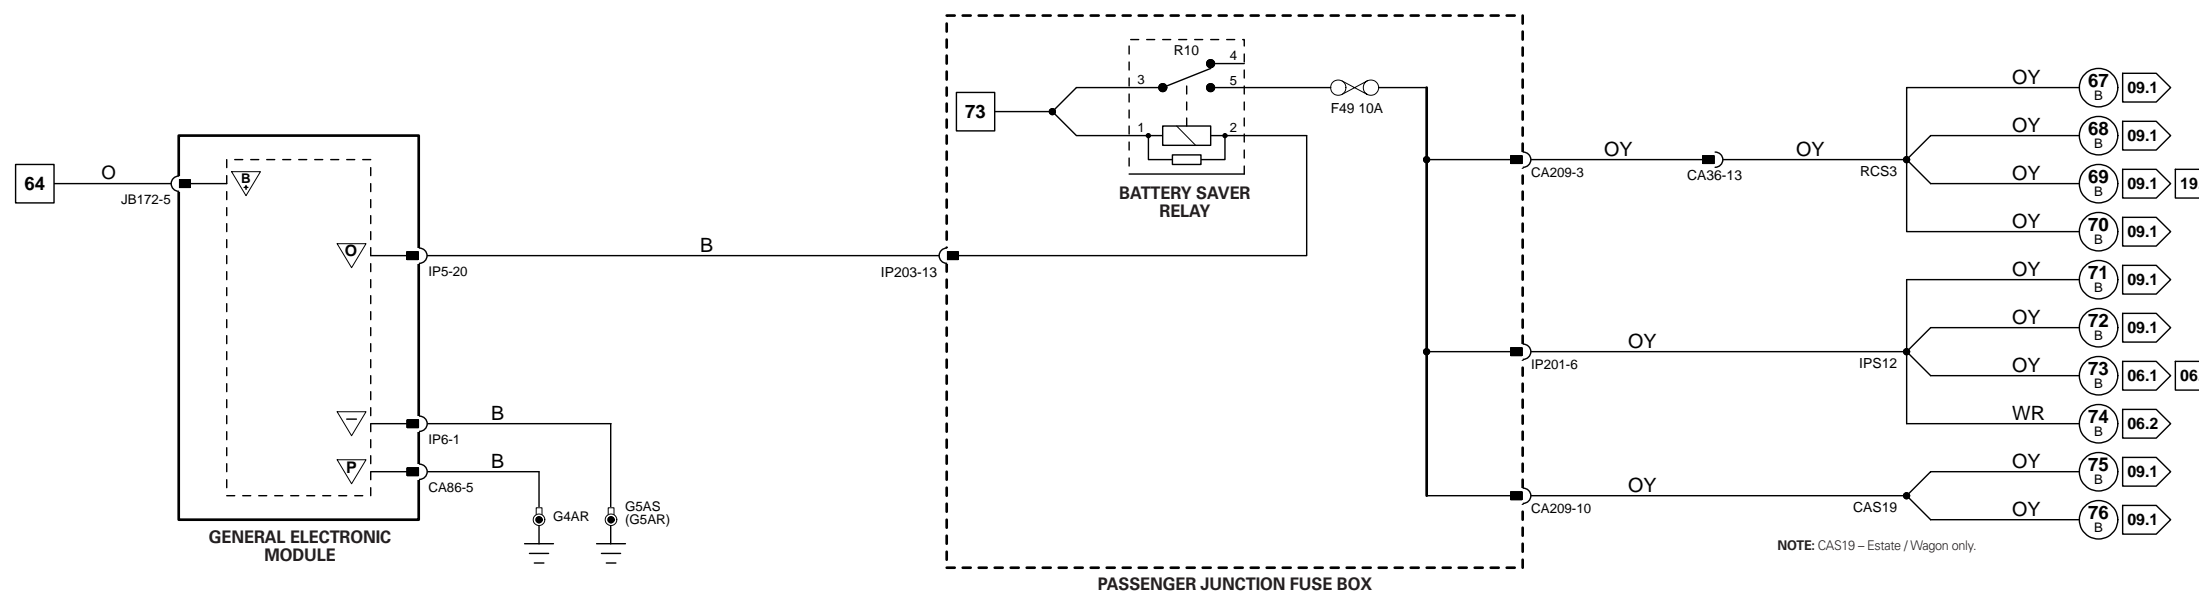 R10
4
3
5
73
F49 10A
1
2
BATTERY SAVER
RELAY
64
O
JB172-5
B
+
O
IP5-20
B
IP203-13
–
IP6-1
B
P
CA86-5
B
G4AR
G5AS
(G5AR)
GENERAL ELECTRONIC
MODULE
PASSENGER JUNCTION FUSE BOX
CA209-3
OY
CA36-13
OY
RCS3
OY
67
B
09.1
OY
68
B
09.1
OY
69
B
09.1
19.
OY
70
B
09.1
IP201-6
OY
IPS12
OY
71
B
09.1
OY
72
B
09.1
OY
73
B
06.1
06.
WR
74
B
06.2
CA209-10
OY
CAS19
OY
75
B
09.1
OY
76
B
09.1
NOTE: CAS19 – Estate / Wagon only.